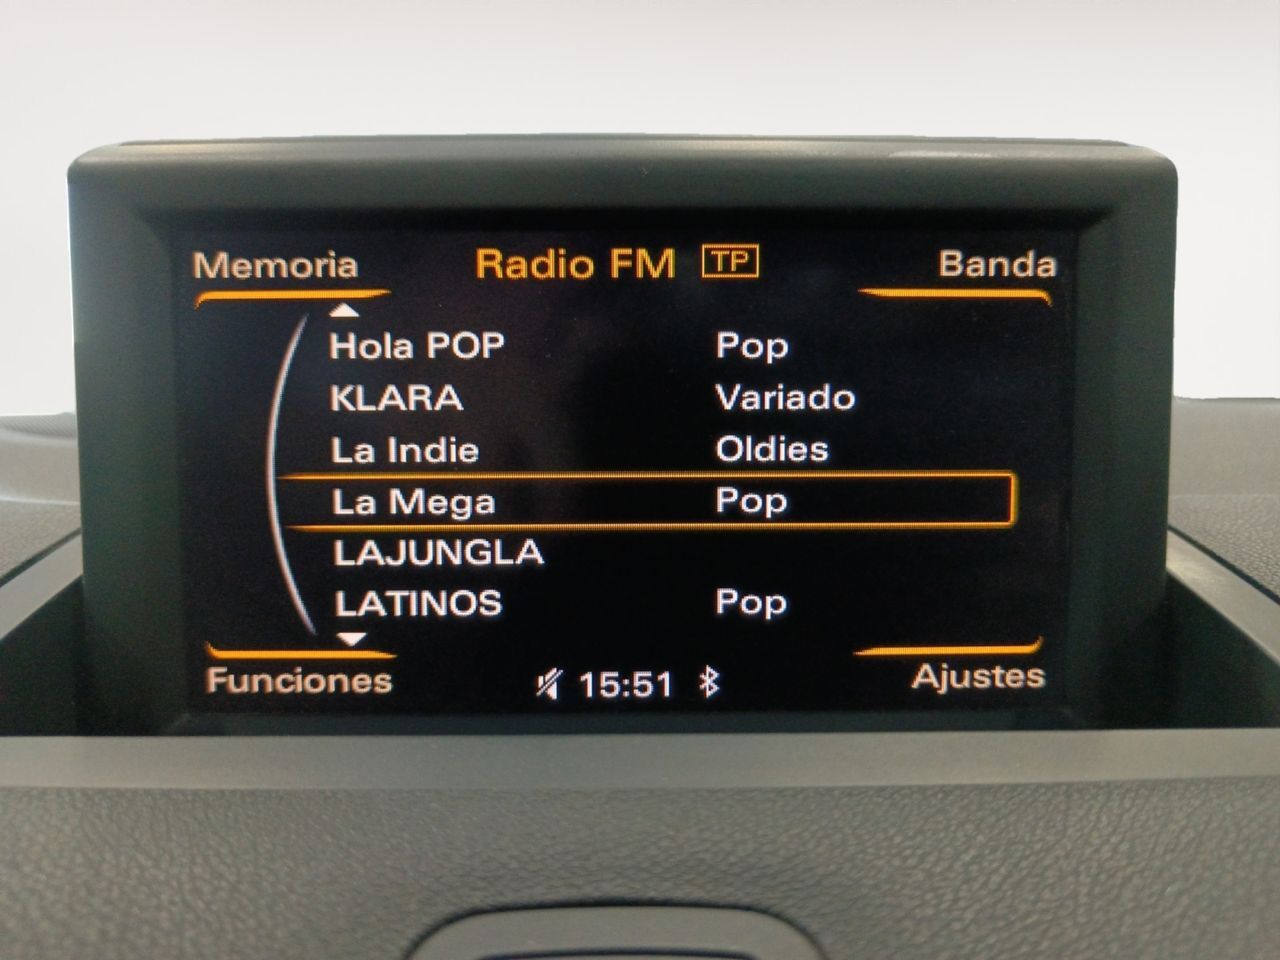 Memoria Radio FM TP Banda
Hola POP Pop
KLARA Variado
La Indie Oldies
La Mega Pop
LAJUNGLA
LATINOS Pop
Funciones 15:51 Ajustes